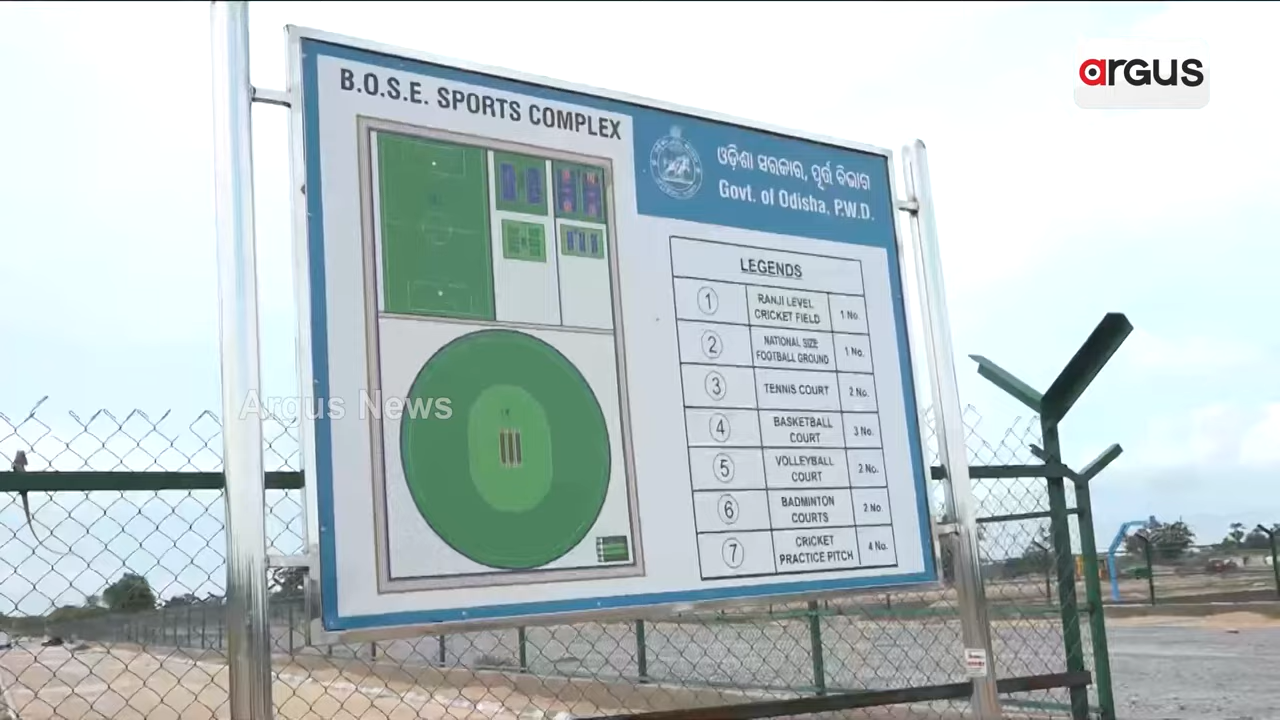 argus
B.O.S.E. SPORTS COMPLEX
ଓଡ଼ିଶା ସରକାର, ପୂର୍ତ୍ତ ବିଭାଗ
Govt. of Odisha, P.W.D.
LEGENDS
1 RANJI LEVEL CRICKET FIELD 1 No.
2 NATIONAL SIZE FOOTBALL GROUND 1 No.
3 TENNIS COURT 2 No.
4 BASKETBALL COURT 3 No.
5 VOLLEYBALL COURT 2 No.
6 BADMINTON COURTS 2 No.
7 CRICKET PRACTICE PITCH 4 No.
Argus News